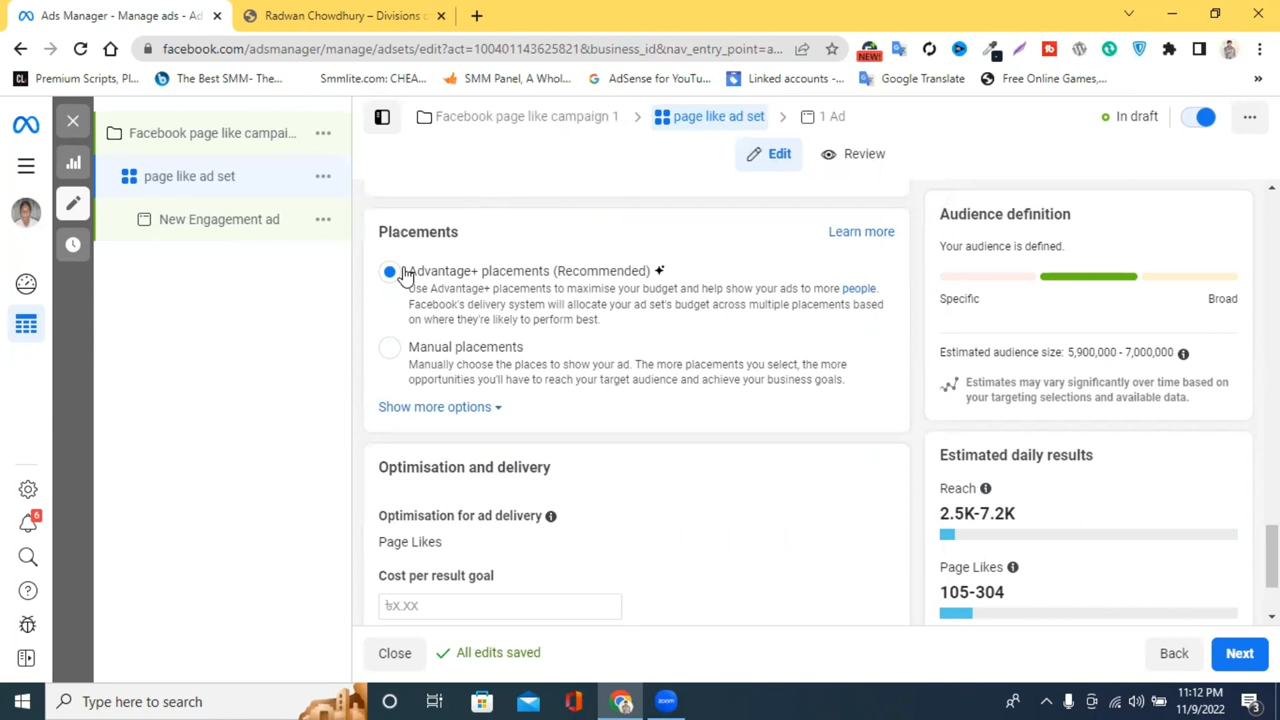 Ads Manager - Manage ads - Ad
Radwan Chowdhury – Divisions o
facebook.com/adsmanager/manage/adsets/edit?act=100401143625821&business_id&nav_entry_point=a...
NEW!
CL Premium Scripts, Pl...
The Best SMM- The...
Smmlite.com: CHEA...
SMM Panel, A Whol...
AdSense for YouTu...
Linked accounts -...
Google Translate
Free Online Games,...
»
Facebook page like campai...
page like ad set
New Engagement ad
6
Facebook page like campaign 1
page like ad set
1 Ad
In draft
Edit
Review
Placements
Learn more
Advantage+ placements (Recommended)
Use Advantage+ placements to maximise your budget and help show your ads to more people.
Facebook's delivery system will allocate your ad set's budget across multiple placements based
on where they're likely to perform best.
Manual placements
Manually choose the places to show your ad. The more placements you select, the more
opportunities you'll have to reach your target audience and achieve your business goals.
Show more options
Optimisation and delivery
Optimisation for ad delivery
Page Likes
Cost per result goal
৳X.XX
Audience definition
Your audience is defined.
Specific
Broad
Estimated audience size: 5,900,000 - 7,000,000
Estimates may vary significantly over time based on
your targeting selections and available data.
Estimated daily results
Reach
2.5K-7.2K
Page Likes
105-304
Close
All edits saved
Back
Next
Type here to search
zoom
11:12 PM
11/9/2022
3